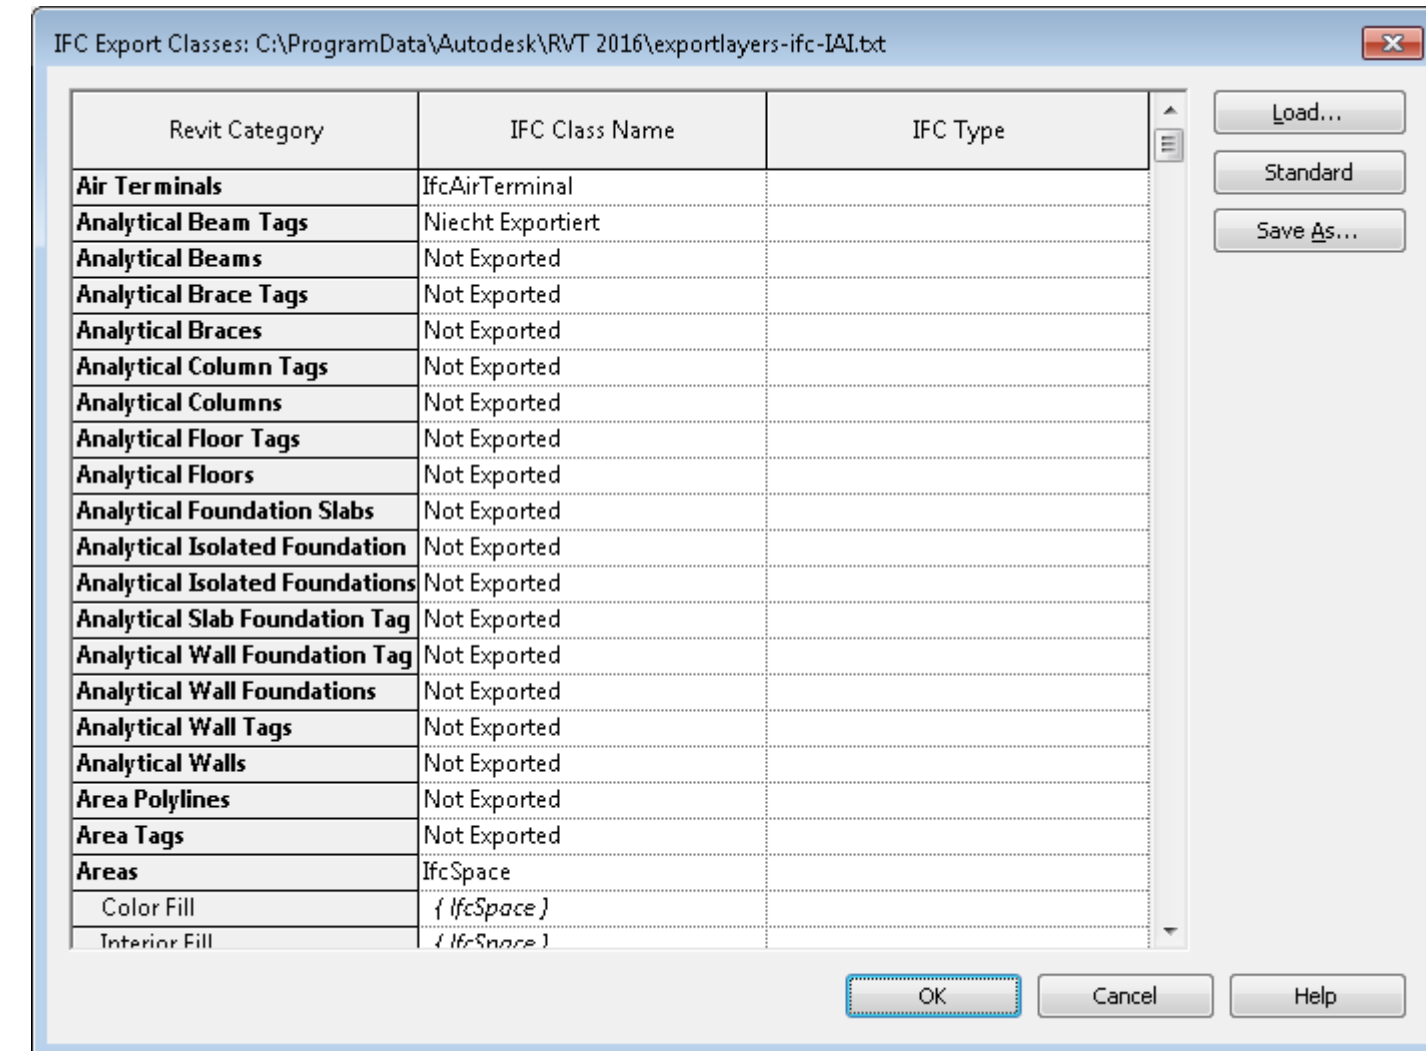 IFC Export Classes: C:\ProgramData\Autodesk\RVT 2016\exportlayers-ifc-IAI.txt
Revit Category IFC Class Name IFC Type
Load...
Standard
Save As...
Air Terminals IfcAirTerminal
Analytical Beam Tags Niecht Exportiert
Analytical Beams Not Exported
Analytical Brace Tags Not Exported
Analytical Braces Not Exported
Analytical Column Tags Not Exported
Analytical Columns Not Exported
Analytical Floor Tags Not Exported
Analytical Floors Not Exported
Analytical Foundation Slabs Not Exported
Analytical Isolated Foundation Not Exported
Analytical Isolated Foundations Not Exported
Analytical Slab Foundation Tag Not Exported
Analytical Wall Foundation Tag Not Exported
Analytical Wall Foundations Not Exported
Analytical Wall Tags Not Exported
Analytical Walls Not Exported
Area Polylines Not Exported
Area Tags Not Exported
Areas IfcSpace
Color Fill { IfcSpace }
Interior Fill { IfcSpace }
OK Cancel Help